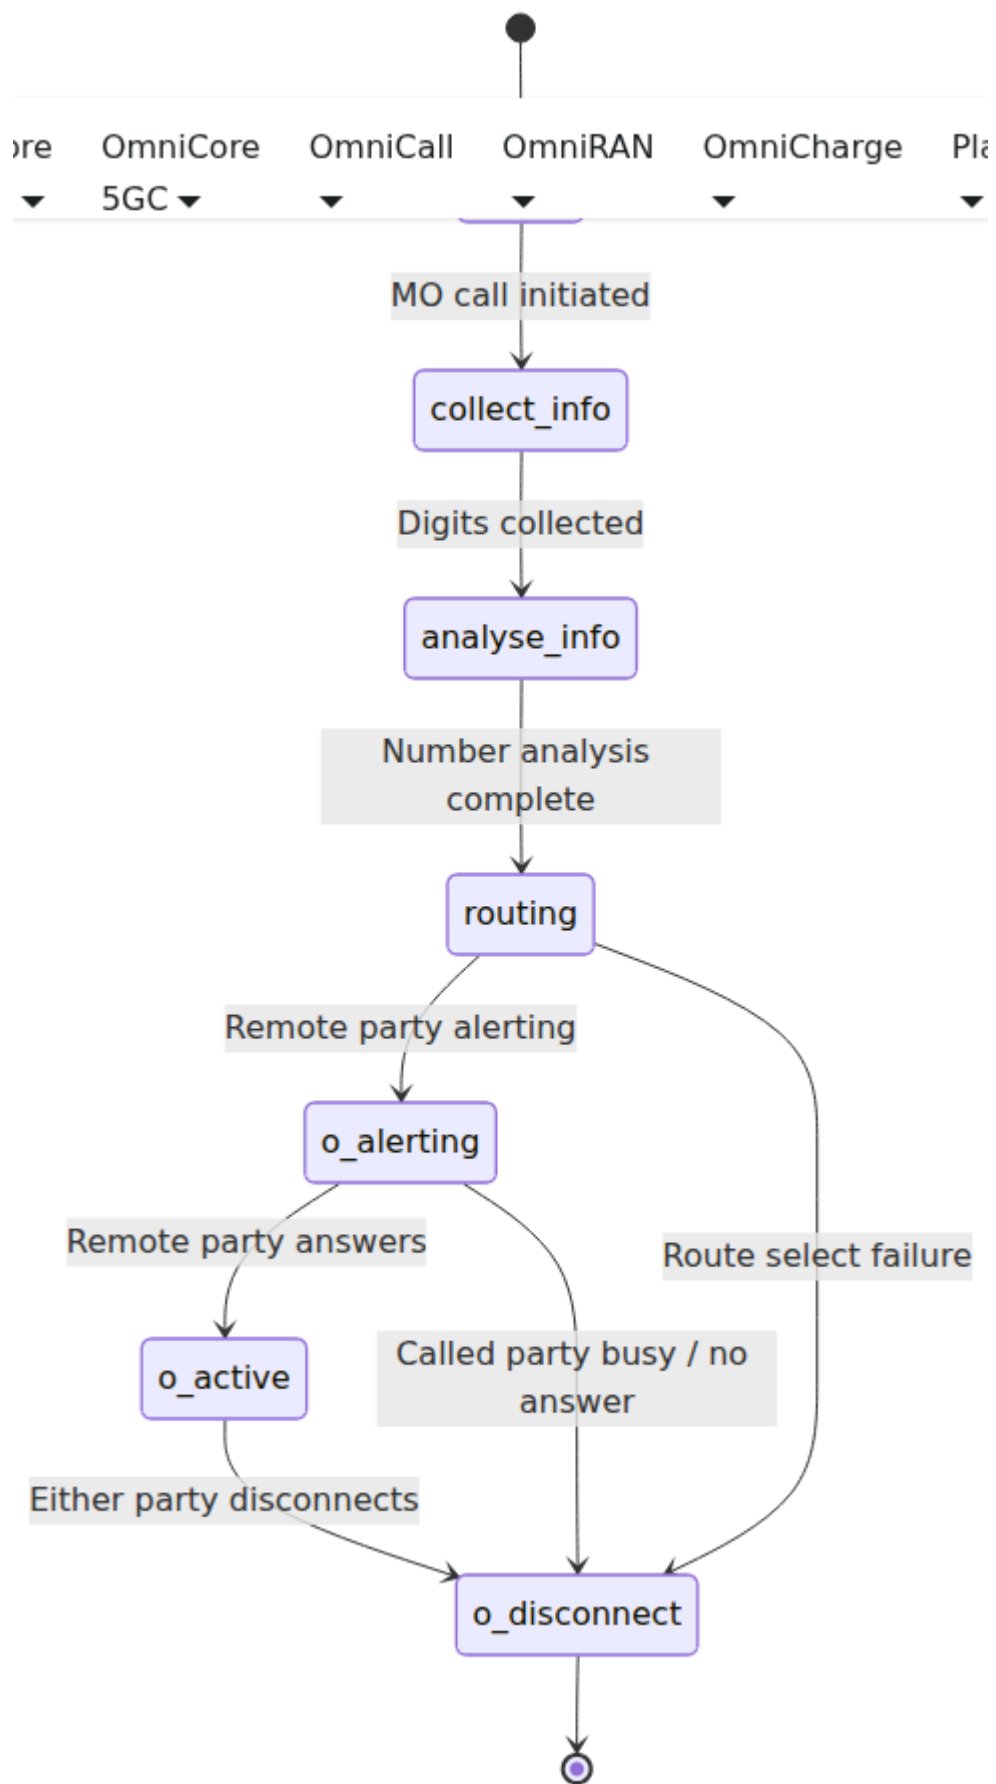 OmniCore
5GC
OmniCall
OmniRAN
OmniCharge
MO call initiated
collect_info
Digits collected
analyse_info
Number analysis
complete
routing
Remote party alerting
o_alerting
Remote party answers
Route select failure
Called party busy / no
answer
o_active
Either party disconnects
o_disconnect